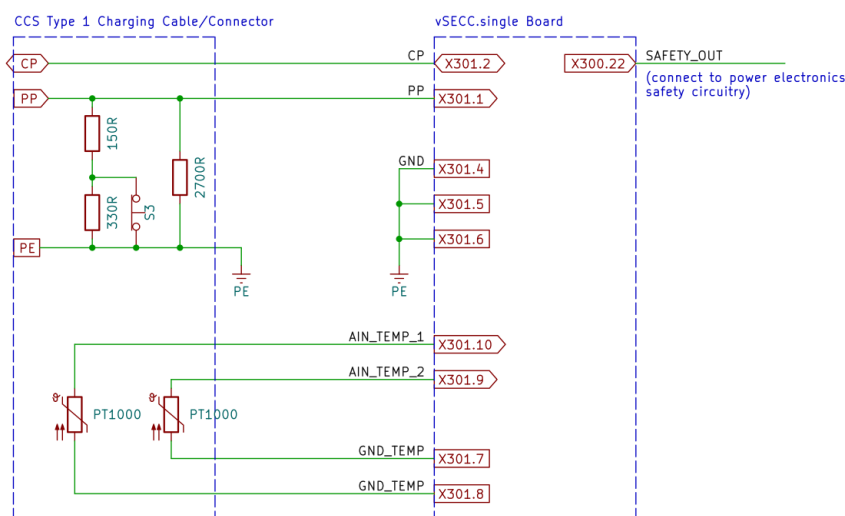 CCS Type 1 Charging Cable/Connector
vSECC.single Board
CP
CP
X301.2
X300.22
SAFETY_OUT
(connect to power electronics
safety circuitry)
PP
PP
X301.1
150R
2700R
330R
S3
GND
X301.4
X301.5
X301.6
PE
PE
PE
AIN_TEMP_1
X301.10
AIN_TEMP_2
X301.9
ϑ
PT1000
ϑ
PT1000
GND_TEMP
X301.7
GND_TEMP
X301.8